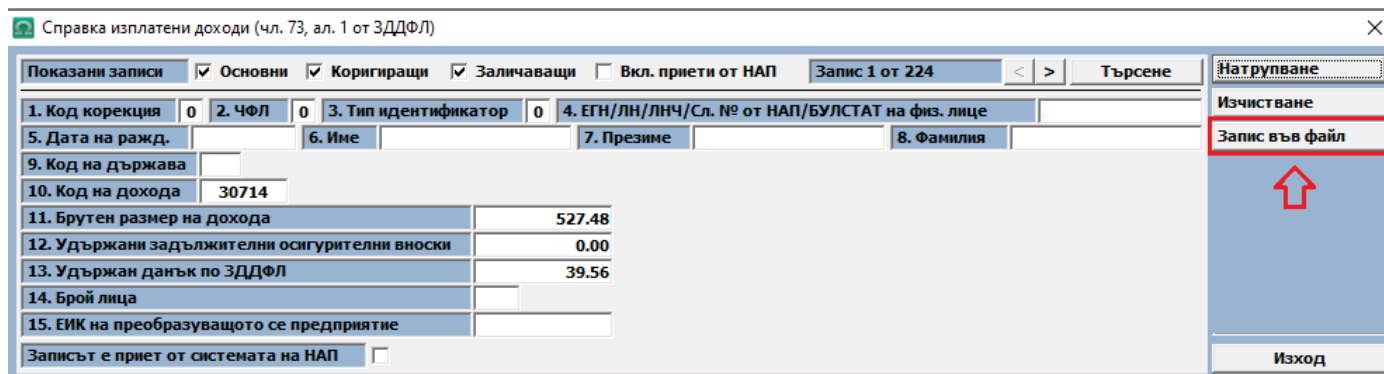 Справка изплатени доходи (чл. 73, ал. 1 от ЗДДФЛ)
Показани записи Основни Коригиращи Заличаващи Вкл. приети от НАП Запис 1 от 224 < > Търсене Натрупване
1. Код корекция 0 2. ЧФЛ 0 3. Тип идентификатор 0 4. ЕГН/ЛН/ЛНЧ/Сл. № от НАП/БУЛСТАТ на физ. лице Изчистване
5. Дата на ражд. 6. Име 7. Презиме 8. Фамилия Запис във файл
9. Код на държава
10. Код на дохода 30714
11. Брутен размер на дохода 527.48
12. Удържани задължителни осигурителни вноски 0.00
13. Удържан данък по ЗДДФЛ 39.56
14. Брой лица
15. ЕИК на преобразуващото се предприятие
Записът е приет от системата на НАП Изход